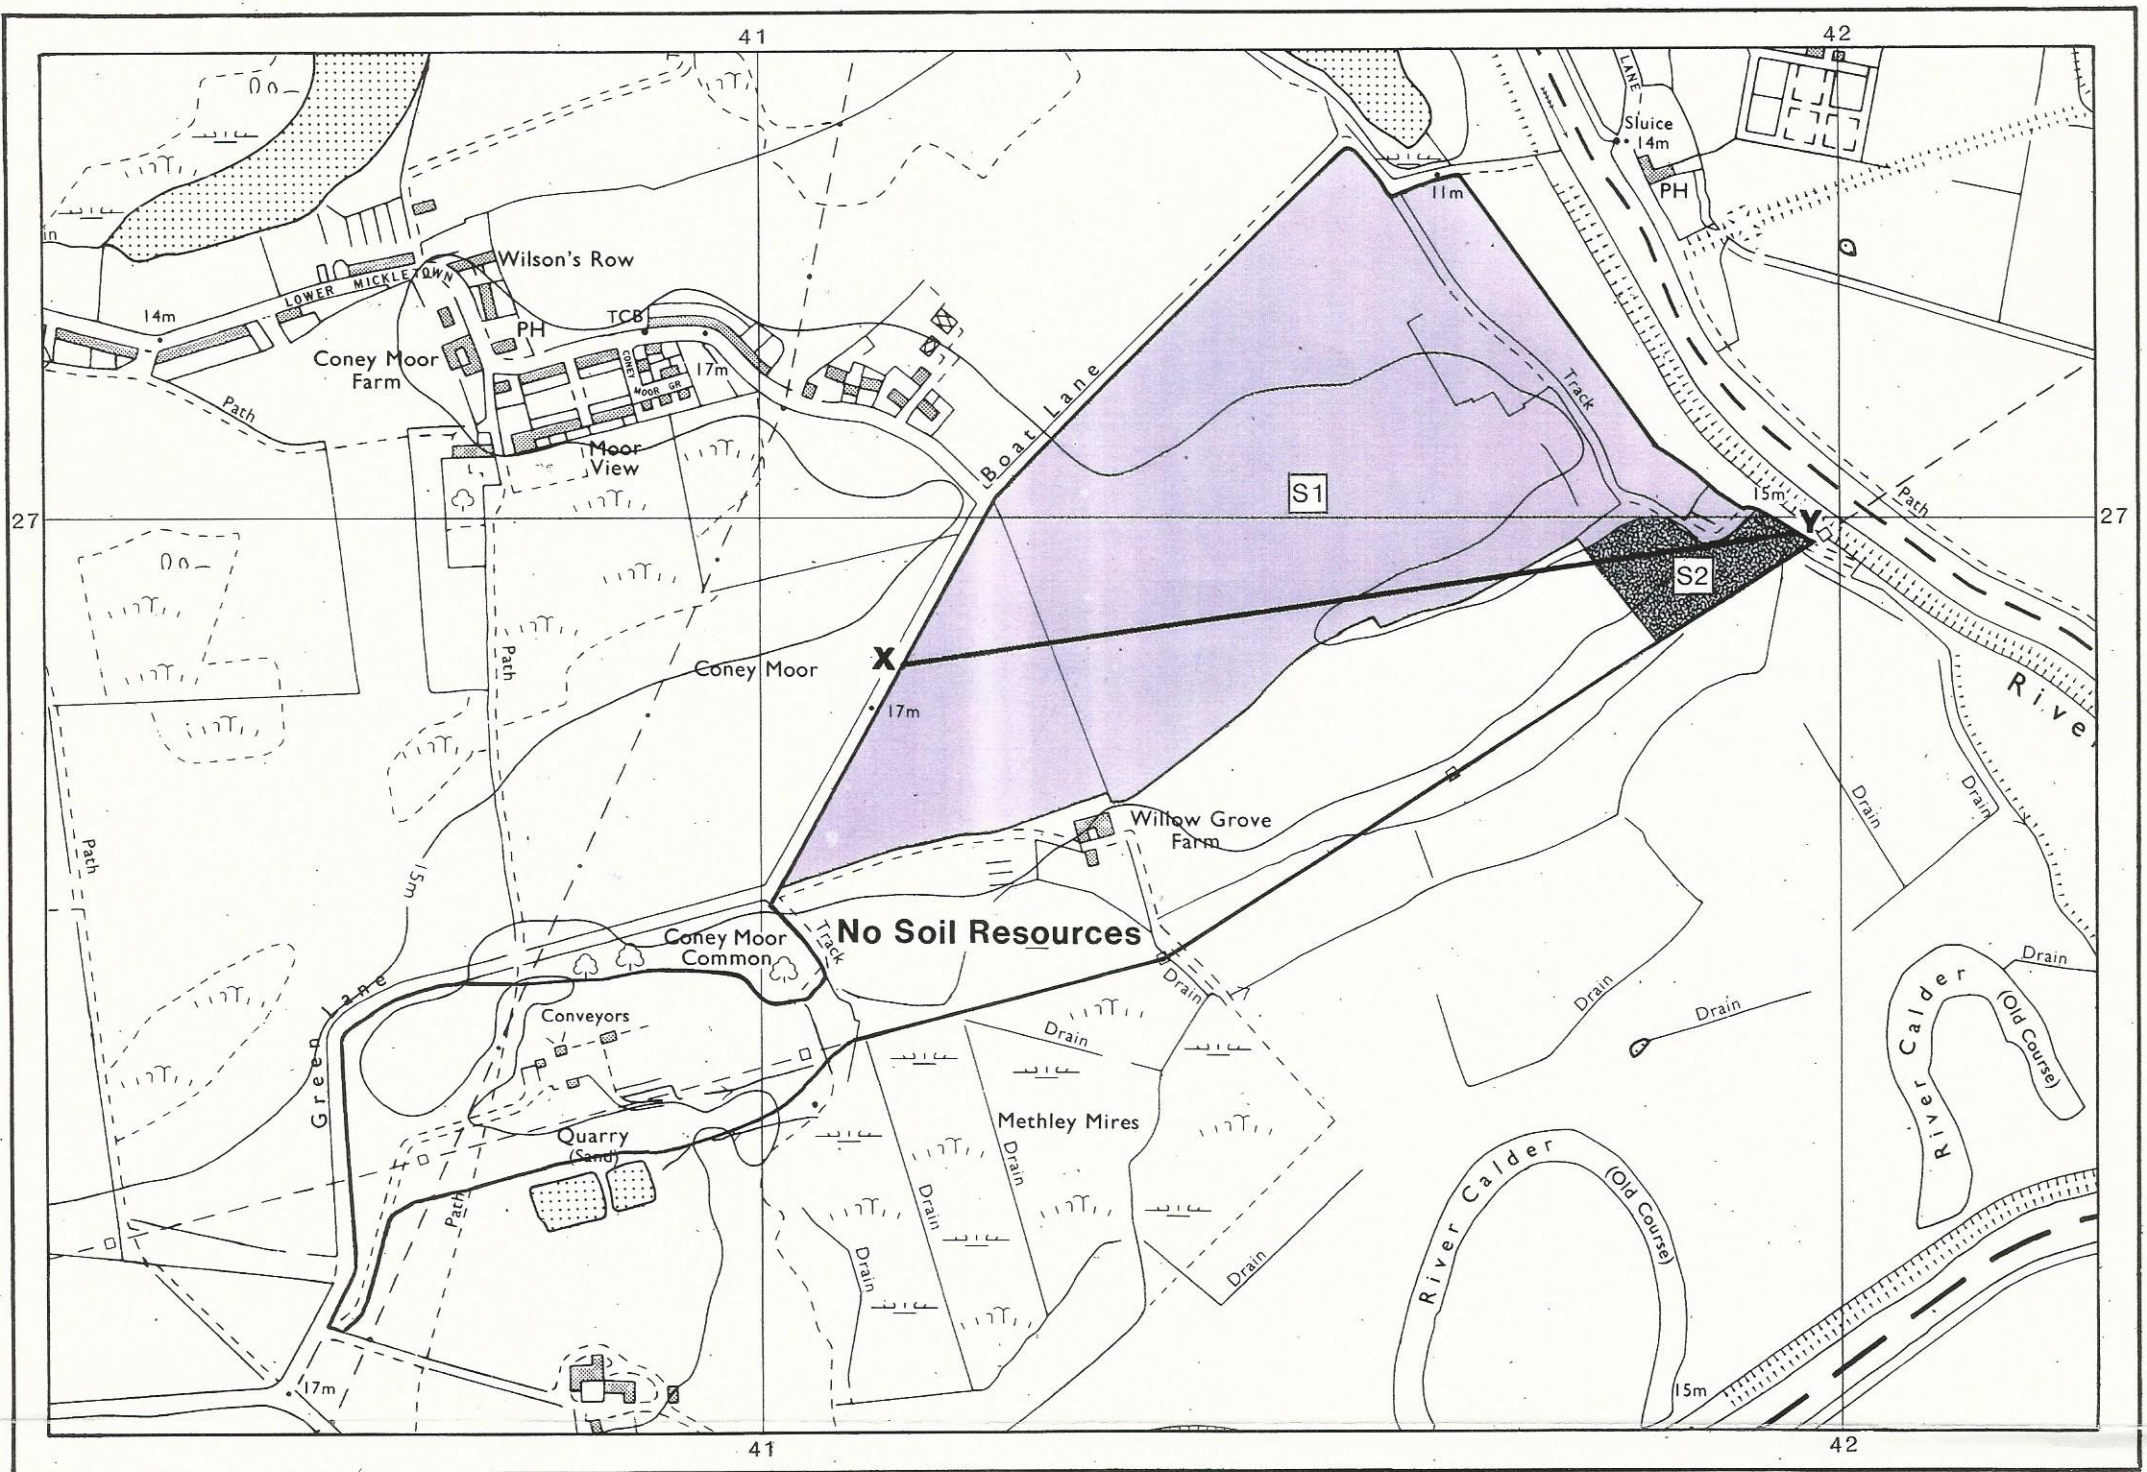 41
42
LANE
Sluice
14m
PH
11m
in
Wilson's Row
LOWER MICKLETOWN
14m
TCB
PH
Coney Moor
Farm
CONEY
MOOR GR
17m
Path
Boat Lane
Track
Moor
View
S1
15m
Path
27
27
Y
S2
Path
X
Coney Moor
17m
River
Willow Grove
Farm
Drain
Drain
Path
15m
No Soil Resources
Track
Coney Moor
Common
Green Lane
Drain
Drain
Drain
Drain
River Calder
(Old Course)
Conveyors
Drain
Methley Mires
Quarry
(Sand)
Drain
River Calder
(Old Course)
Path
Drain
Drain
Drain
17m
15m
41
42